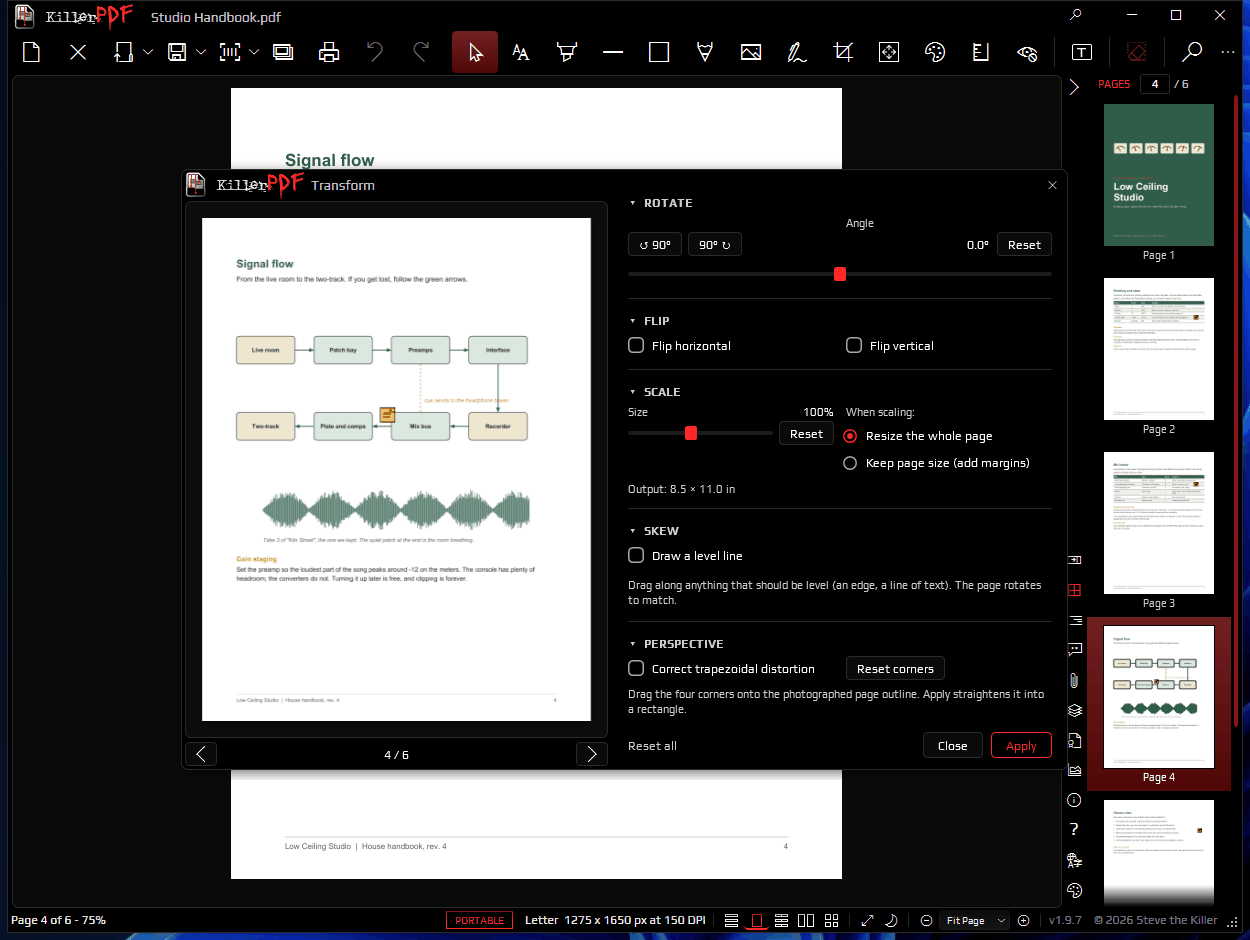 KillerPDF Studio Handbook.pdf
PAGES 4 / 6
Signal flow
KillerPDF Transform
Signal flow
From the live room to the two-track. If you get lost, follow the green arrows.
Live room Patch bay Preamps Interface
cue sends to the headphone boxes
Two-track Plate and comps Mix bus Recorder
Take 3 of "Kiln Street", the one we kept. The quiet patch at the end is the room breathing.
Gain staging
Set the preamp so the loudest part of the song peaks around -12 on the meters. The console has plenty of
headroom; the converters do not. Turning it up later is free, and clipping is forever.
Low Ceiling Studio | House handbook, rev. 4 4
4 / 6
ROTATE
Angle
↺ 90° 90° ↻ 0.0° Reset
FLIP
Flip horizontal Flip vertical
SCALE
Size 100% When scaling:
Reset Resize the whole page
Keep page size (add margins)
Output: 8.5 × 11.0 in
SKEW
Draw a level line
Drag along anything that should be level (an edge, a line of text). The page rotates
to match.
PERSPECTIVE
Correct trapezoidal distortion Reset corners
Drag the four corners onto the photographed page outline. Apply straightens it into
a rectangle.
Reset all Close Apply
Low Ceiling Studio | House handbook, rev. 4 4
Low Ceiling
Studio
Page 1
Page 2
Page 3
Signal flow
Page 4
House rules
Page 4 of 6 - 75% PORTABLE Letter 1275 x 1650 px at 150 DPI Fit Page v1.9.7 © 2026 Steve the Killer